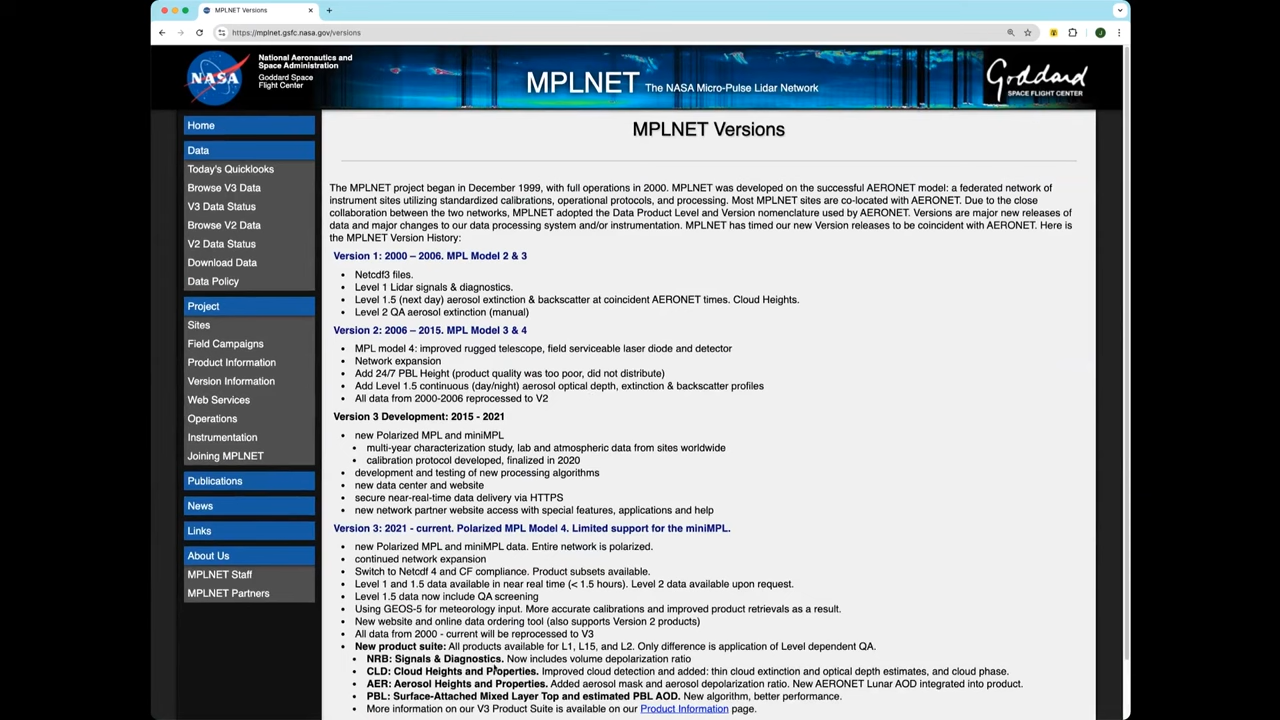 MPLNET Versions
https://mplnet.gsfc.nasa.gov/versions
J
NASA
National Aeronautics and
Space Administration
Goddard Space
Flight Center
MPLNET The NASA Micro-Pulse Lidar Network
Goddard
SPACE FLIGHT CENTER
Home
Data
Today's Quicklooks
Browse V3 Data
V3 Data Status
Browse V2 Data
V2 Data Status
Download Data
Data Policy
Project
Sites
Field Campaigns
Product Information
Version Information
Web Services
Operations
Instrumentation
Joining MPLNET
Publications
News
Links
About Us
MPLNET Staff
MPLNET Partners
MPLNET Versions
The MPLNET project began in December 1999, with full operations in 2000. MPLNET was developed on the successful AERONET model: a federated network of
instrument sites utilizing standardized calibrations, operational protocols, and processing. Most MPLNET sites are co-located with AERONET. Due to the close
collaboration between the two networks, MPLNET adopted the Data Product Level and Version nomenclature used by AERONET. Versions are major new releases of
data and major changes to our data processing system and/or instrumentation. MPLNET has timed our new Version releases to be coincident with AERONET. Here is
the MPLNET Version History:
Version 1: 2000 – 2006. MPL Model 2 & 3
• Netcdf3 files.
• Level 1 Lidar signals & diagnostics.
• Level 1.5 (next day) aerosol extinction & backscatter at coincident AERONET times. Cloud Heights.
• Level 2 QA aerosol extinction (manual)
Version 2: 2006 – 2015. MPL Model 3 & 4
• MPL model 4: improved rugged telescope, field serviceable laser diode and detector
• Network expansion
• Add 24/7 PBL Height (product quality was too poor, did not distribute)
• Add Level 1.5 continuous (day/night) aerosol optical depth, extinction & backscatter profiles
• All data from 2000-2006 reprocessed to V2
Version 3 Development: 2015 - 2021
• new Polarized MPL and miniMPL
• multi-year characterization study, lab and atmospheric data from sites worldwide
• calibration protocol developed, finalized in 2020
• development and testing of new processing algorithms
• new data center and website
• secure near-real-time data delivery via HTTPS
• new network partner website access with special features, applications and help
Version 3: 2021 - current. Polarized MPL Model 4. Limited support for the miniMPL.
• new Polarized MPL and miniMPL data. Entire network is polarized.
• continued network expansion
• Switch to Netcdf 4 and CF compliance. Product subsets available.
• Level 1 and 1.5 data available in near real time (< 1.5 hours). Level 2 data available upon request.
• Level 1.5 data now include QA screening
• Using GEOS-5 for meteorology input. More accurate calibrations and improved product retrievals as a result.
• New website and online data ordering tool (also supports Version 2 products)
• All data from 2000 - current will be reprocessed to V3
• New product suite: All products available for L1, L15, and L2. Only difference is application of Level dependent QA.
• NRB: Signals & Diagnostics. Now includes volume depolarization ratio
• CLD: Cloud Heights and Properties. Improved cloud detection and added: thin cloud extinction and optical depth estimates, and cloud phase.
• AER: Aerosol Heights and Properties. Added aerosol mask and aerosol depolarization ratio. New AERONET Lunar AOD integrated into product.
• PBL: Surface-Attached Mixed Layer Top and estimated PBL AOD. New algorithm, better performance.
• More information on our V3 Product Suite is available on our Product Information page.